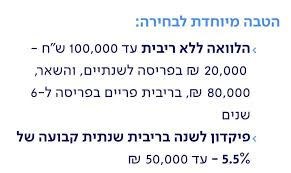 הטבה מיוחדת לבחירה:
›הלוואה ללא ריבית עד 100,000 ש"ח -
20,000 ₪ בפריסה לשנתיים, והשאר,
80,000 ₪, בריבית פריים בפריסה ל-6
שנים
›פיקדון לשנה בריבית שנתית קבועה של
5.5% - עד 50,000 ₪